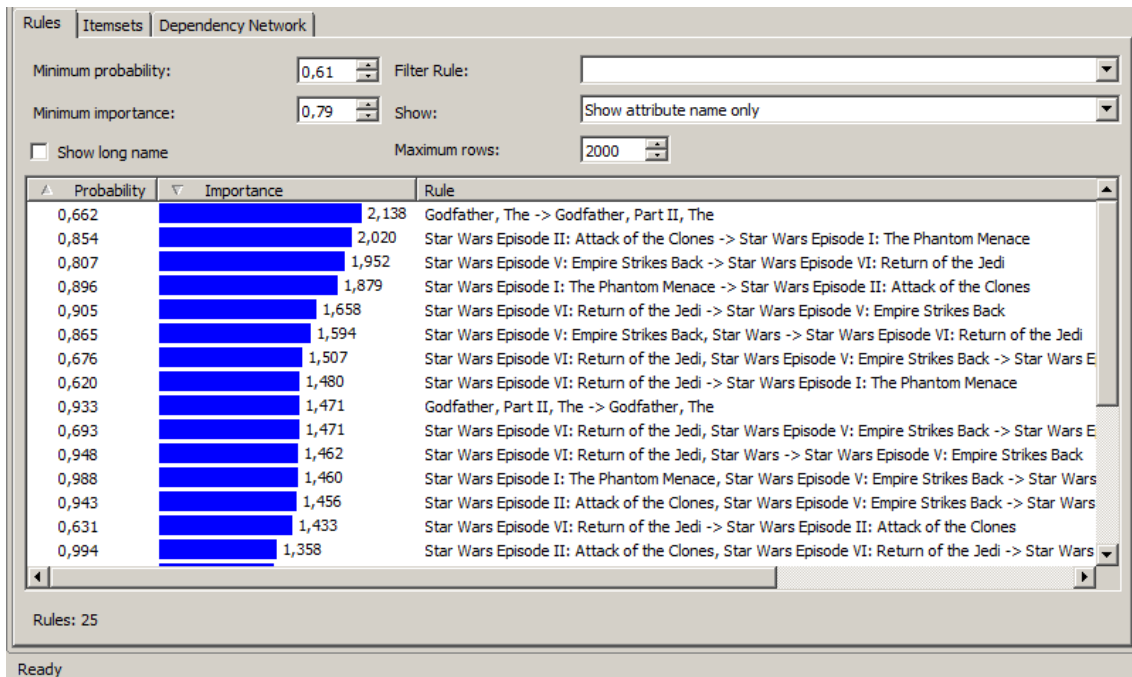 Rules Itemsets Dependency Network
Minimum probability: 0,61 Filter Rule:
Minimum importance: 0,79 Show: Show attribute name only
Show long name Maximum rows: 2000
Probability Importance Rule
0,662 2,138 Godfather, The -> Godfather, Part II, The
0,854 2,020 Star Wars Episode II: Attack of the Clones -> Star Wars Episode I: The Phantom Menace
0,807 1,952 Star Wars Episode V: Empire Strikes Back -> Star Wars Episode VI: Return of the Jedi
0,896 1,879 Star Wars Episode I: The Phantom Menace -> Star Wars Episode II: Attack of the Clones
0,905 1,658 Star Wars Episode VI: Return of the Jedi -> Star Wars Episode V: Empire Strikes Back
0,865 1,594 Star Wars Episode V: Empire Strikes Back, Star Wars -> Star Wars Episode VI: Return of the Jedi
0,676 1,507 Star Wars Episode VI: Return of the Jedi, Star Wars Episode V: Empire Strikes Back -> Star Wars E
0,620 1,480 Star Wars Episode VI: Return of the Jedi -> Star Wars Episode I: The Phantom Menace
0,933 1,471 Godfather, Part II, The -> Godfather, The
0,693 1,471 Star Wars Episode VI: Return of the Jedi, Star Wars Episode V: Empire Strikes Back -> Star Wars E
0,948 1,462 Star Wars Episode VI: Return of the Jedi, Star Wars -> Star Wars Episode V: Empire Strikes Back
0,988 1,460 Star Wars Episode I: The Phantom Menace, Star Wars Episode V: Empire Strikes Back -> Star Wars
0,943 1,456 Star Wars Episode II: Attack of the Clones, Star Wars Episode V: Empire Strikes Back -> Star Wars
0,631 1,433 Star Wars Episode VI: Return of the Jedi -> Star Wars Episode II: Attack of the Clones
0,994 1,358 Star Wars Episode II: Attack of the Clones, Star Wars Episode VI: Return of the Jedi -> Star Wars
Rules: 25
Ready